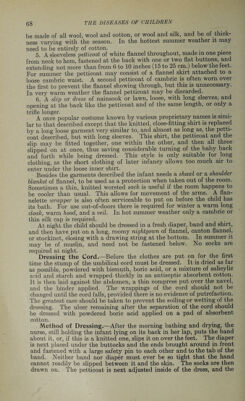 68 THE DISEASES OF CHILDREN
be made of all wool, wool and cotton, or wool and silk, and be of thick-
ness varying with the season. In the hottest summer weather it may
need to be entirely of cotton.
5. A sleeveless petticoat of white flannel throughout, made in one piece
from neck to hem, fastened at the back with one or two flat buttons, and
extending not more than from 6 to 10 inches (15 to 25 cm.) below the feet.
For summer the petticoat may consist of a flannel skirt attached to a
loose cambric waist. A second petticoat of cambric is often worn over
the first to prevent the flannel showing through, but this is unnecessary.
In very warm weather the flannel petticoat may be discarded.
6. A slip or dress of nainsook or lawn, loose, with long sleeves, and
opening at the back like the petticoat and of the same length, or only a
trifle longer.
A once popular costume known by various proprietary names is simi-
lar to that described except that the knitted, close-fitting shirt is replaced
by a long loose garment very similar to, and almost as long as, the petti-
coat described, but with long sleeves. This shirt, the petticoat and the
slip may be fitted together, one within the other, and then all three
slipped on at once, thus saving considerable turning of the baby back
and forth while being dressed. This style is only suitable for long
clothing, as the short clothing of later infancy allows too much air to
enter under the loose inner shirt.
Besides the garments described the infant needs a shawl or a shoulder
blanket of flannel, to be used as a protection when taken out of the room.
Sometimes a thin, knitted worsted sack is useful if the room happens to
be cooler than usual. This allows for movement of the arms. A flan-
nelette wrapper is also often serviceable to put on before the child has
its bath. For use out-of-doors there is required for winter a warm long
cloak, warm hood, and a veil. In hot summer weather only a cambric or
thin silk cap is required.
At night the child should be dressed in a fresh diaper, band and shirt,
and then have put on a long, roomy nightgown of flannel, canton flannel,
or stockinet, closing with a drawing string at the bottom. In summer it
may be of muslin, and need not be fastened below. No socks are
required at night.
Dressing the Cord.—Before the clothes are put on for the first
time the stump of the umbilical cord must be dressed. It is dried as far
as possible, powdered with bismuth, boric acid, or a mixture of salicylic
acid and starch and wrapped thickly in an antiseptic absorbent cotton.
It is then laid against the abdomen, a thin compress put over the navel,
and the binder applied. The wrappings of the cord should not be
changed until the cord falls, provided there is no evidence of putrefaction.
The greatest care should be taken to prevent the soiling or wetting of the
dressing. The ulcer remaining after the separation of the cord should
be dressed with powdered boric acid applied on a pad of absorbent
cotton.
Method of Dressing.—After the morning bathing and drying, the
nurse, still holding the infant lying on its back in her lap, puts the band
about it, or, if this is a knitted one, slips it on over the feet. The diaper
is next placed under the buttocks and the ends brought around in front
and fastened with a large safety pin to each other and to the tab of the
band. Neither band nor diaper must ever be so tight that the hand
cannot readily be slipped between it and the skin. The socks are then
drawn on. The petticoat is next adjusted inside of the dress, and the